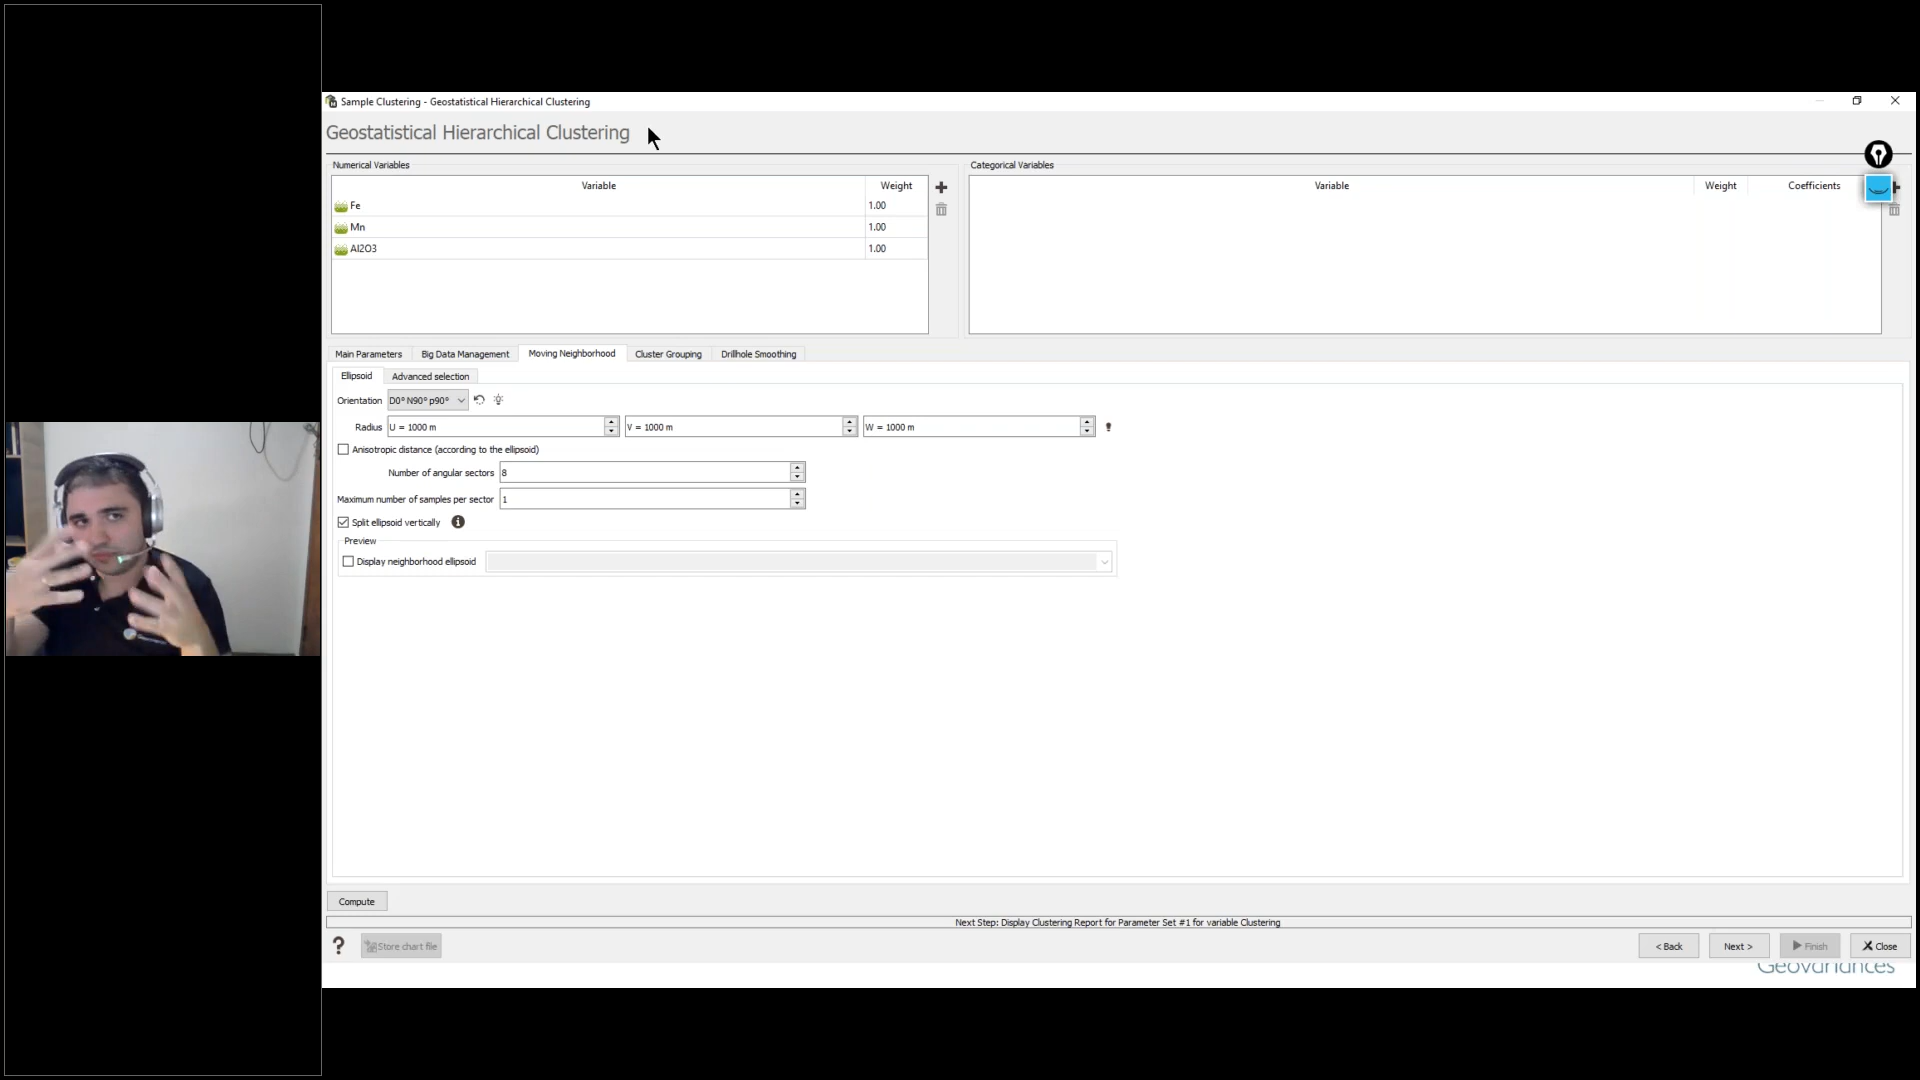 Sample Clustering - Geostatistical Hierarchical Clustering
Geostatistical Hierarchical Clustering
Numerical Variables
Variable Weight
Fe 1.00
Mn 1.00
Al2O3 1.00
Categorical Variables
Variable Weight Coefficients
Main Parameters Big Data Management Moving Neighborhood Cluster Grouping Drillhole Smoothing
Ellipsoid Advanced selection
Orientation D0° N90° p90°
Radius U = 1000 m V = 1000 m W = 1000 m
Anisotropic distance (according to the ellipsoid)
Number of angular sectors 8
Maximum number of samples per sector 1
Split ellipsoid vertically
Preview
Display neighborhood ellipsoid
Compute
Next Step: Display Clustering Report for Parameter Set #1 for variable Clustering
? Store chart file < Back Next > Finish Close
Geovariances